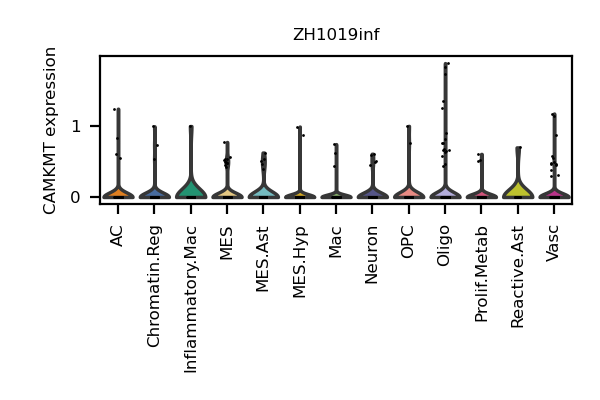 ZH1019inf
CAMKMT expression
1
0
AC
Chromatin.Reg
Inflammatory.Mac
MES
MES.Ast
MES.Hyp
Mac
Neuron
OPC
Oligo
Prolif.Metab
Reactive.Ast
Vasc